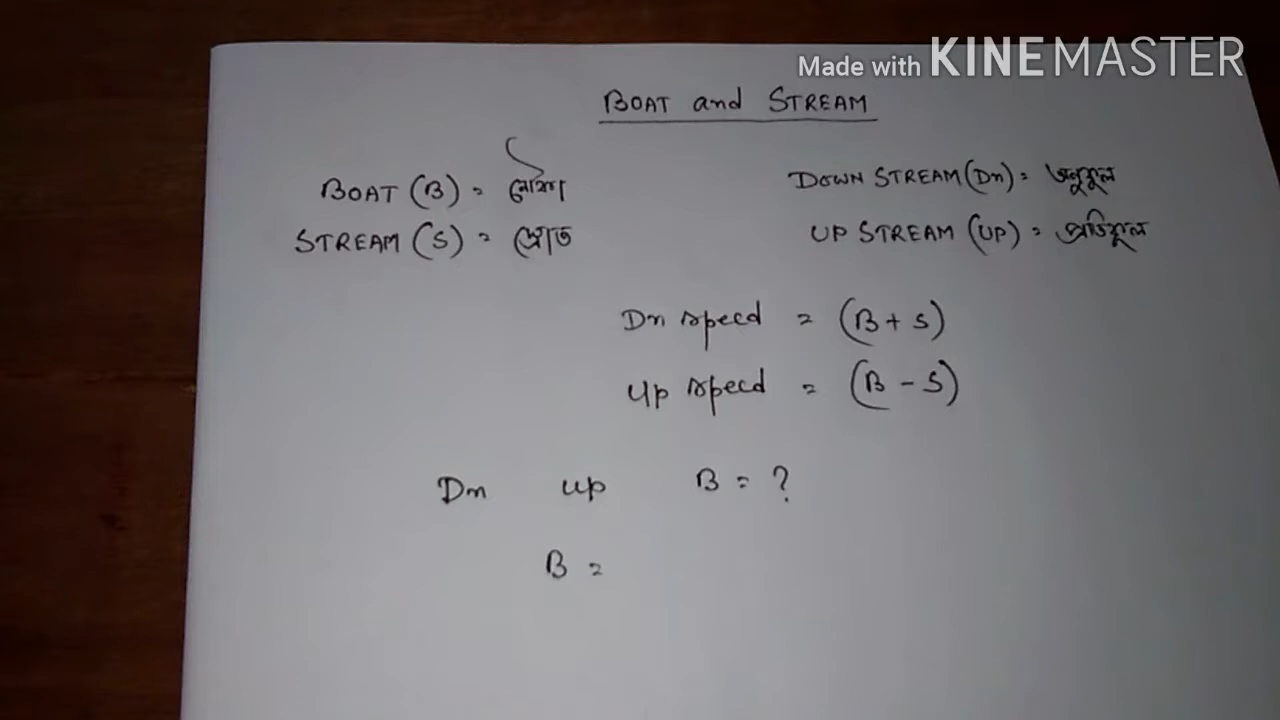 Made with KINEMASTER
BOAT and STREAM
BOAT (B) = নৌকা
STREAM (S) = স্রোত
DOWN STREAM (Dn) = অনুকূল
UP STREAM (UP) = প্রতিকূল
Dn speed = (B + S)
Up speed = (B - S)
Dn up B = ?
B =